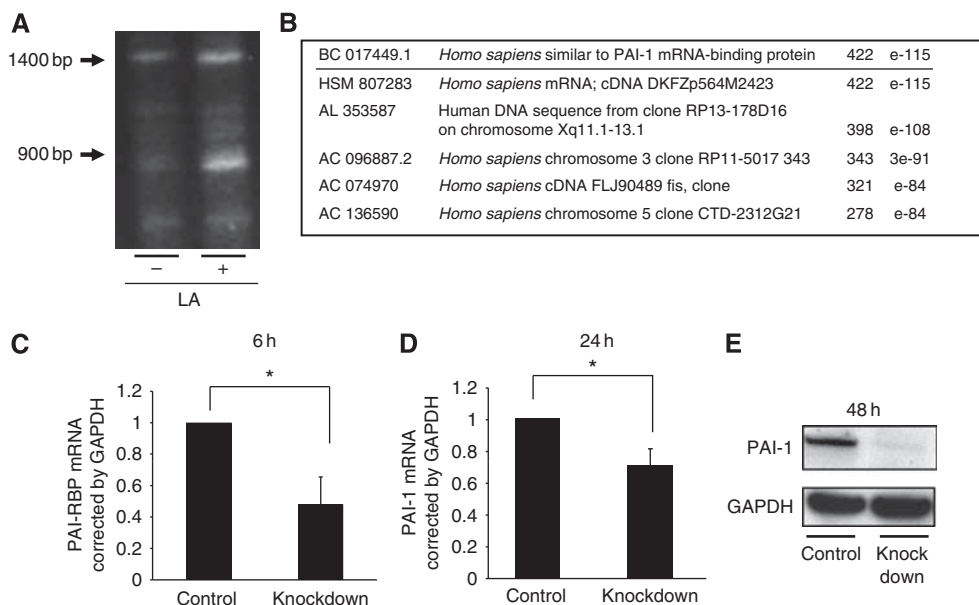 A
1400 bp
900 bp
– +
LA
B
BC 017449.1 Homo sapiens similar to PAI-1 mRNA-binding protein 422 e-115
HSM 807283 Homo sapiens mRNA; cDNA DKFZp564M2423 422 e-115
AL 353587 Human DNA sequence from clone RP13-178D16
on chromosome Xq11.1-13.1 398 e-108
AC 096887.2 Homo sapiens chromosome 3 clone RP11-5017 343 343 3e-91
AC 074970 Homo sapiens cDNA FLJ90489 fis, clone 321 e-84
AC 136590 Homo sapiens chromosome 5 clone CTD-2312G21 278 e-84
C
6 h
*
PAI-RBP mRNA
corrected by GAPDH
1.2
1
0.8
0.6
0.4
0.2
0
Control Knockdown
D
24 h
*
PAI-1 mRNA
corrected by GAPDH
1.2
1
0.8
0.6
0.4
0.2
0
Control Knockdown
E
48 h
PAI-1
GAPDH
Control Knock
down